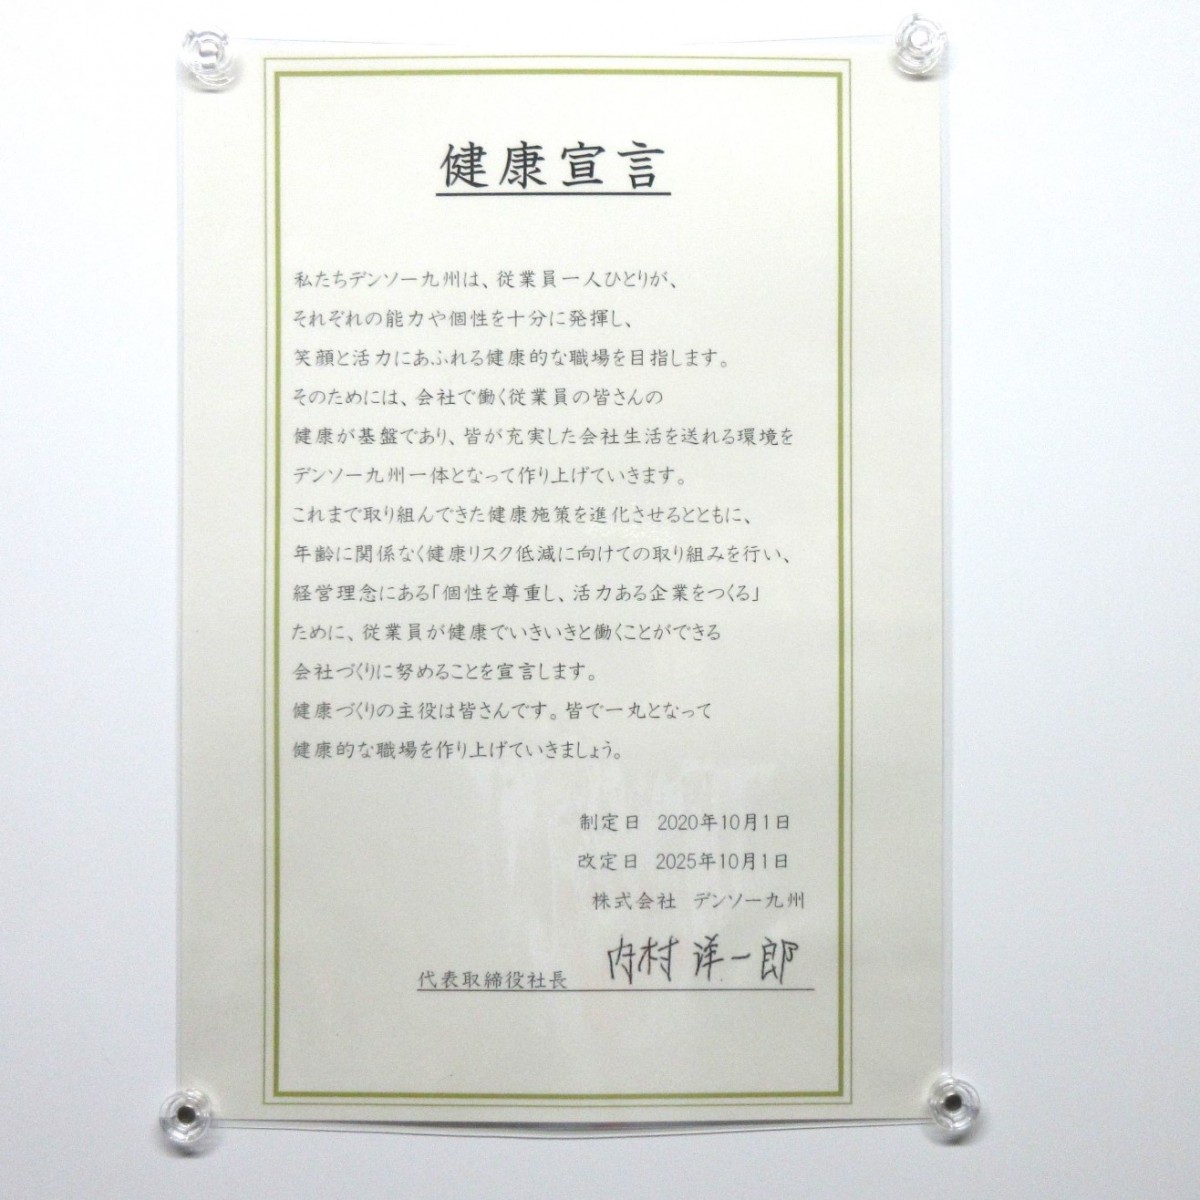 健康宣言
私たちデンソー九州は、従業員一人ひとりが、
それぞれの能力や個性を十分に発揮し、
笑顔と活力にあふれる健康的な職場を目指します。
そのためには、会社で働く従業員の皆さんの
健康が基盤であり、皆が充実した会社生活を送れる環境を
デンソー九州一体となって作り上げていきます。
これまで取り組んできた健康施策を進化させるとともに、
年齢に関係なく健康リスク低減に向けての取り組みを行い、
経営理念にある「個性を尊重し、活力ある企業をつくる」
ために、従業員が健康でいきいきと働くことができる
会社づくりに努めることを宣言します。
健康づくりの主役は皆さんです。皆で一丸となって
健康的な職場を作り上げていきましょう。
制定日 2020年10月1日
改定日 2025年10月1日
株式会社 デンソー九州
代表取締役社長 内村 洋一郎